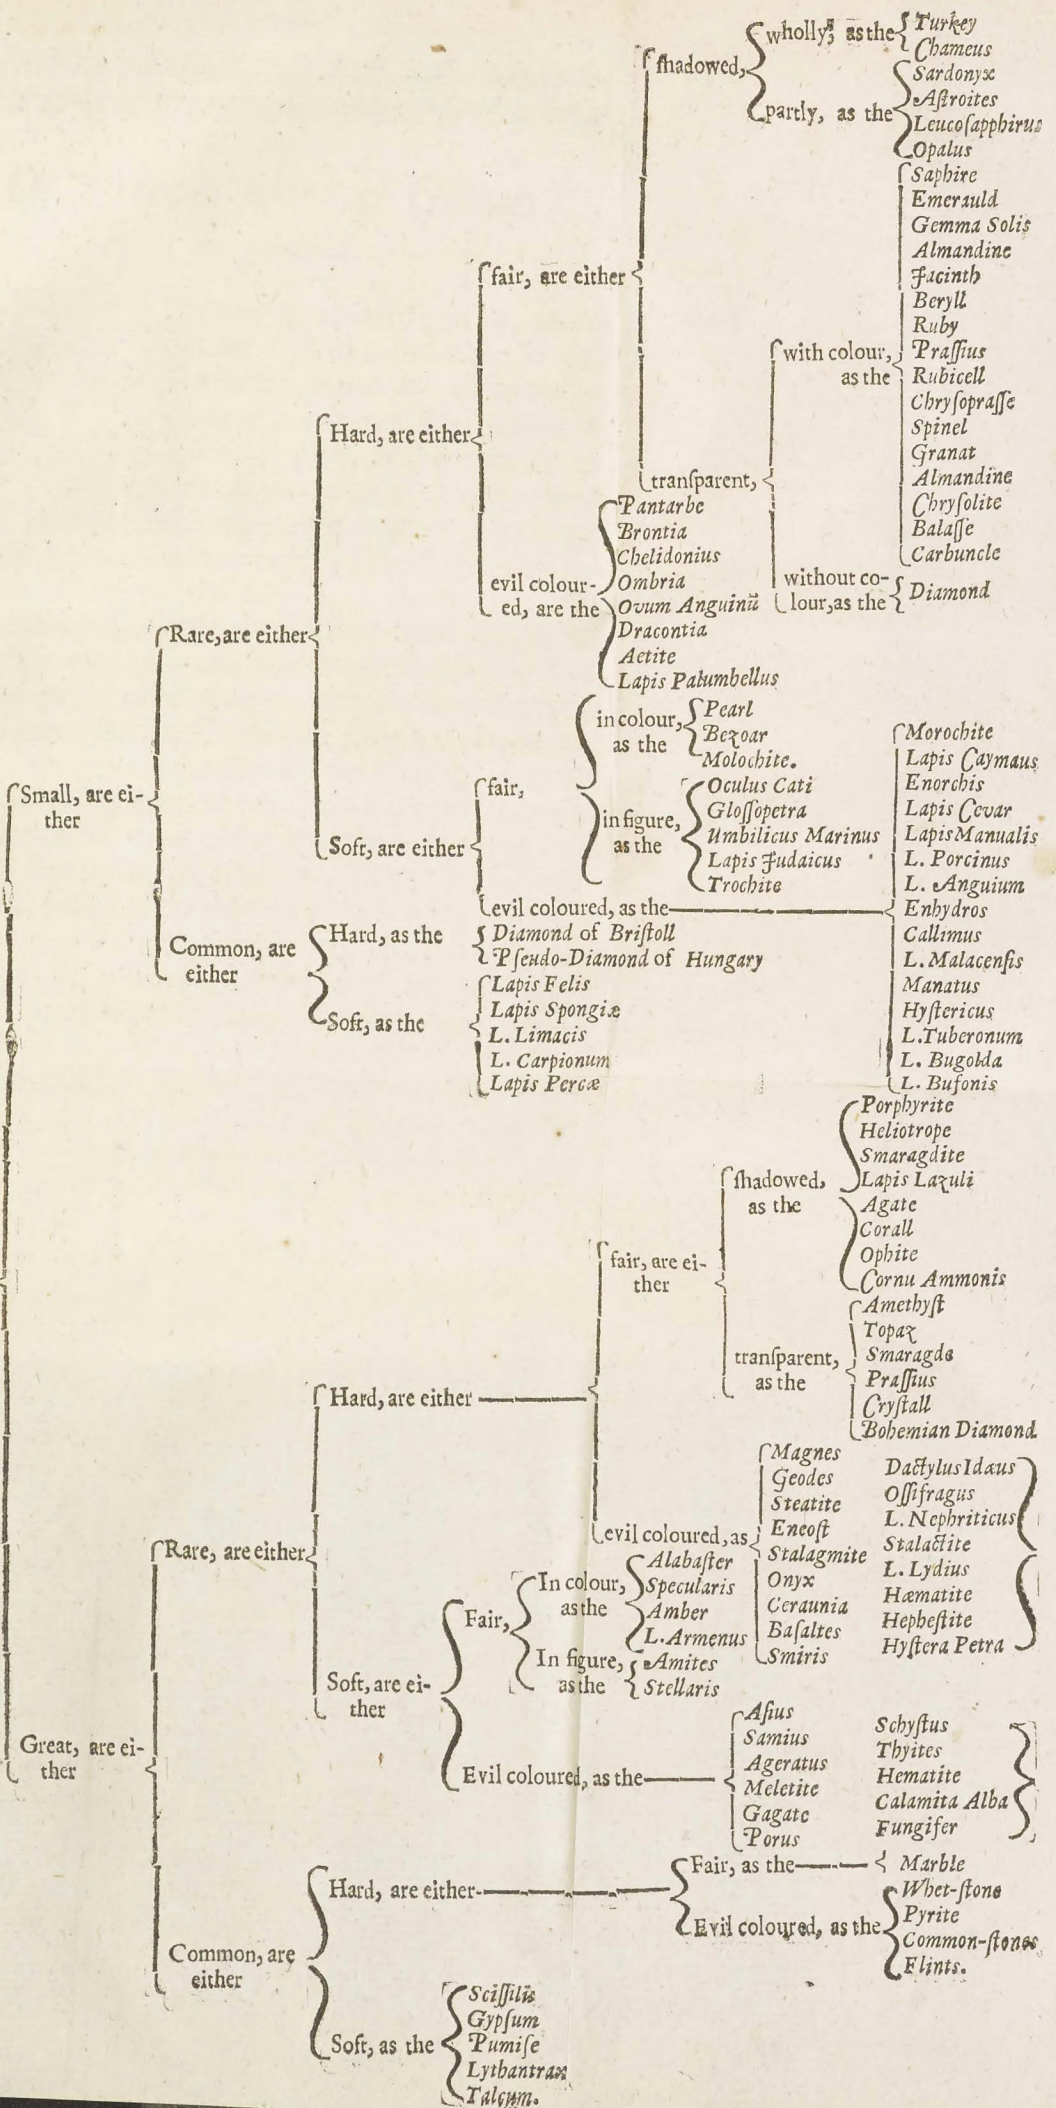 shadowed,
wholly, as the
Turkey
Chameus
partly, as the
Sardonyx
Aſtroites
Leucoſapphirus
Opalus
fair, are either
Saphire
Emerauld
Gemma Solis
Almandine
Jacinth
Beryll
Ruby
with colour,
as the
Praſſius
Rubicell
Chryſopraſſe
Spinel
Granat
Almandine
Chryſolite
Balaſſe
Carbuncle
Hard, are either
tranſparent,
without co-
lour, as the
Diamond
evil colour-
ed, are the
Pantarbe
Brontia
Chelidonius
Ombria
Ovum Anguinū
Dracontia
Aetite
Lapis Palumbellus
Rare, are either
in colour,
as the
Pearl
Bezoar
Molochite.
fair,
in figure,
as the
Oculus Cati
Gloſſopetra
Umbilicus Marinus
Lapis Judaicus
Trochite
Small, are ei-
ther
Soft, are either
evil coloured, as the
Morochite
Lapis Caymaus
Enorchis
Lapis Cevar
Lapis Manualis
L. Porcinus
L. Anguium
Enhydros
Callimus
L. Malacenſis
Manatus
Hyſtericus
L. Tuberonum
L. Bugolda
L. Bufonis
Common, are
either
Hard, as the
Diamond of Briſtoll
Pſeudo-Diamond of Hungary
Soft, as the
Lapis Felis
Lapis Spongiæ
L. Limacis
L. Carpionum
Lapis Percæ
ſhadowed,
as the
Porphyrite
Heliotrope
Smaragdite
Lapis Lazuli
Agate
Corall
Ophite
Cornu Ammonis
fair, are ei-
ther
tranſparent,
as the
Amethyſt
Topaz
Smaragde
Praſſius
Cryſtall
Bohemian Diamond
Hard, are either
evil coloured, as
Magnes
Geodes
Steatite
Eneoſt
Stalagmite
Onyx
Ceraunia
Baſaltes
Smiris
Dactylus Idæus
Oſſifragus
L. Nephriticus
Stalactite
L. Lydius
Hæmatite
Hepheſtite
Hyſtera Petra
Rare, are either
Fair,
In colour,
as the
Alabaſter
Specularis
Amber
L. Armenus
In figure,
as the
Amites
Stellaris
Soft, are ei-
ther
Evil coloured, as the
Aſius
Samius
Ageratus
Meletite
Gagate
Porus
Schyſtus
Thyites
Hematite
Calamita Alba
Fungifer
Great, are ei-
ther
Hard, are either
Fair, as the
Marble
Evil coloured, as the
Whet-ſtone
Pyrite
Common-ſtones
Flints.
Common, are
either
Soft, as the
Sciſſilis
Gypſum
Pumiſe
Lythantrax
Talcum.